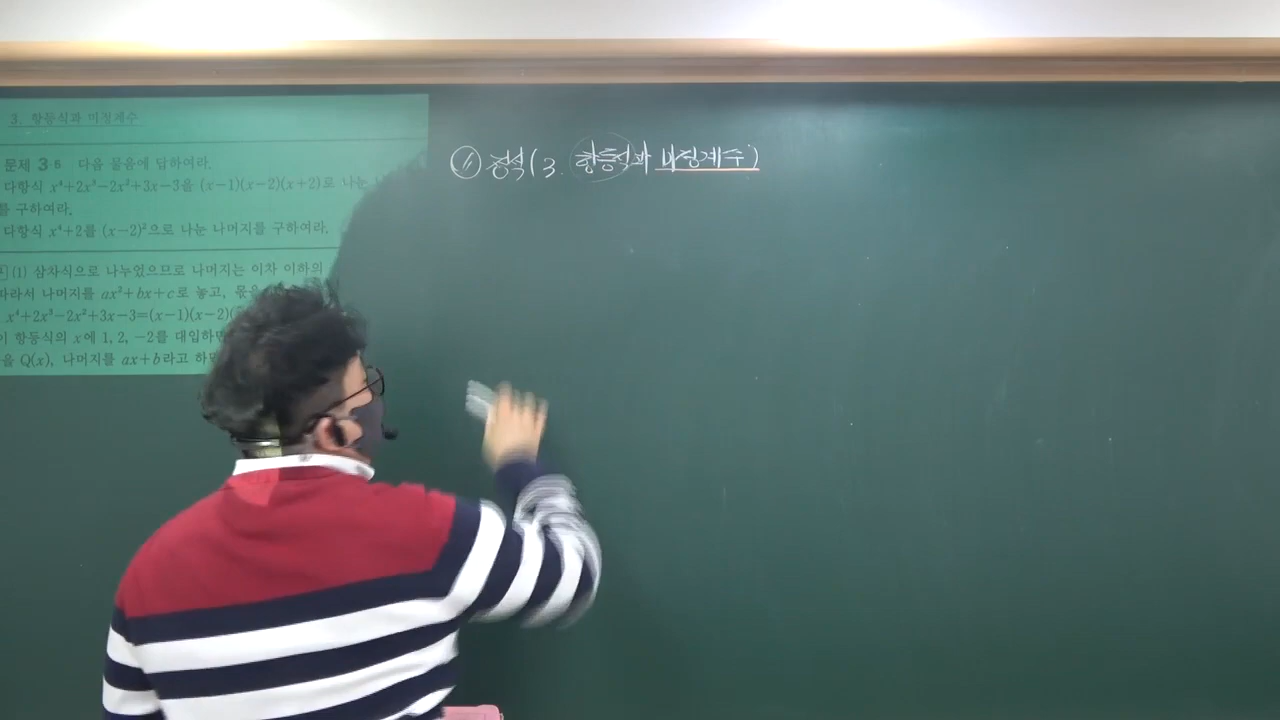 3. 항등식과 미정계수
문제 3-8 다음 물음에 답하여라.
다항식 x⁴+2x³-2x²+3x-3을 (x-1)(x-2)(x+2)로 나눈
를 구하여라.
다항식 x⁴+2를 (x-2)²으로 나눈 나머지를 구하여라.
(1) 삼차식으로 나누었으므로 나머지는 이차 이하의
따라서 나머지를 ax²+bx+c로 놓고, 몫을
x⁴+2x³-2x²+3x-3=(x-1)(x-2)(
이 항등식의 x에 1, 2, -2를 대입하면
을 Q(x), 나머지를 ax+b라고 하면
정석(3. 항등식과 미정계수)